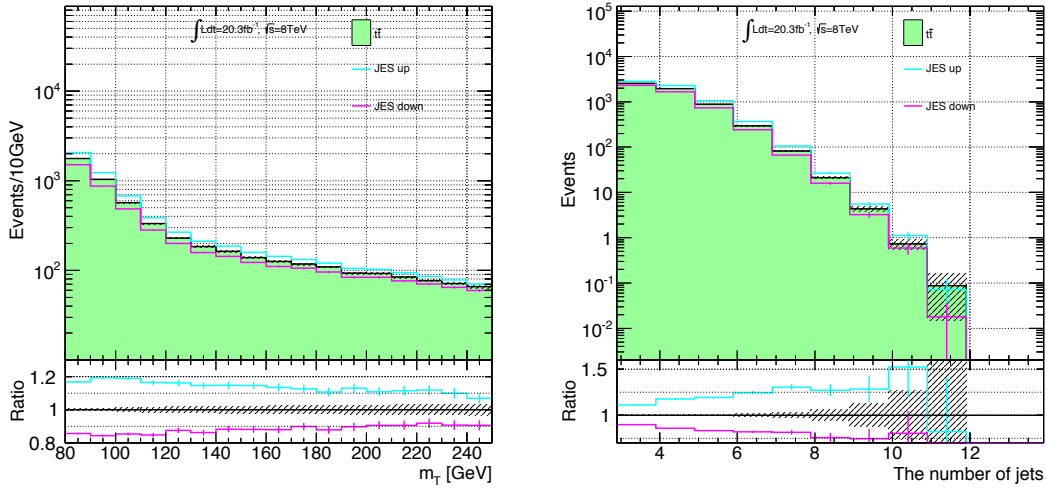 ∫Ldt=20.3fb⁻¹, √s=8TeV
tt̄
JES up
JES down
Events/10GeV
10⁴
10³
10²
Ratio
1.2
1
0.8
80 100 120 140 160 180 200 220 240
m_T [GeV]
∫Ldt=20.3fb⁻¹, √s=8TeV
tt̄
JES up
JES down
Events
10⁵
10⁴
10³
10²
10
1
10⁻¹
10⁻²
Ratio
1.5
1
4 6 8 10 12
The number of jets